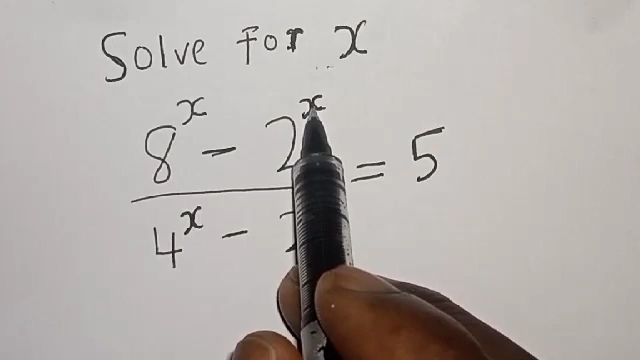 Solve for x
8^x - 2^x
= 5
4^x -